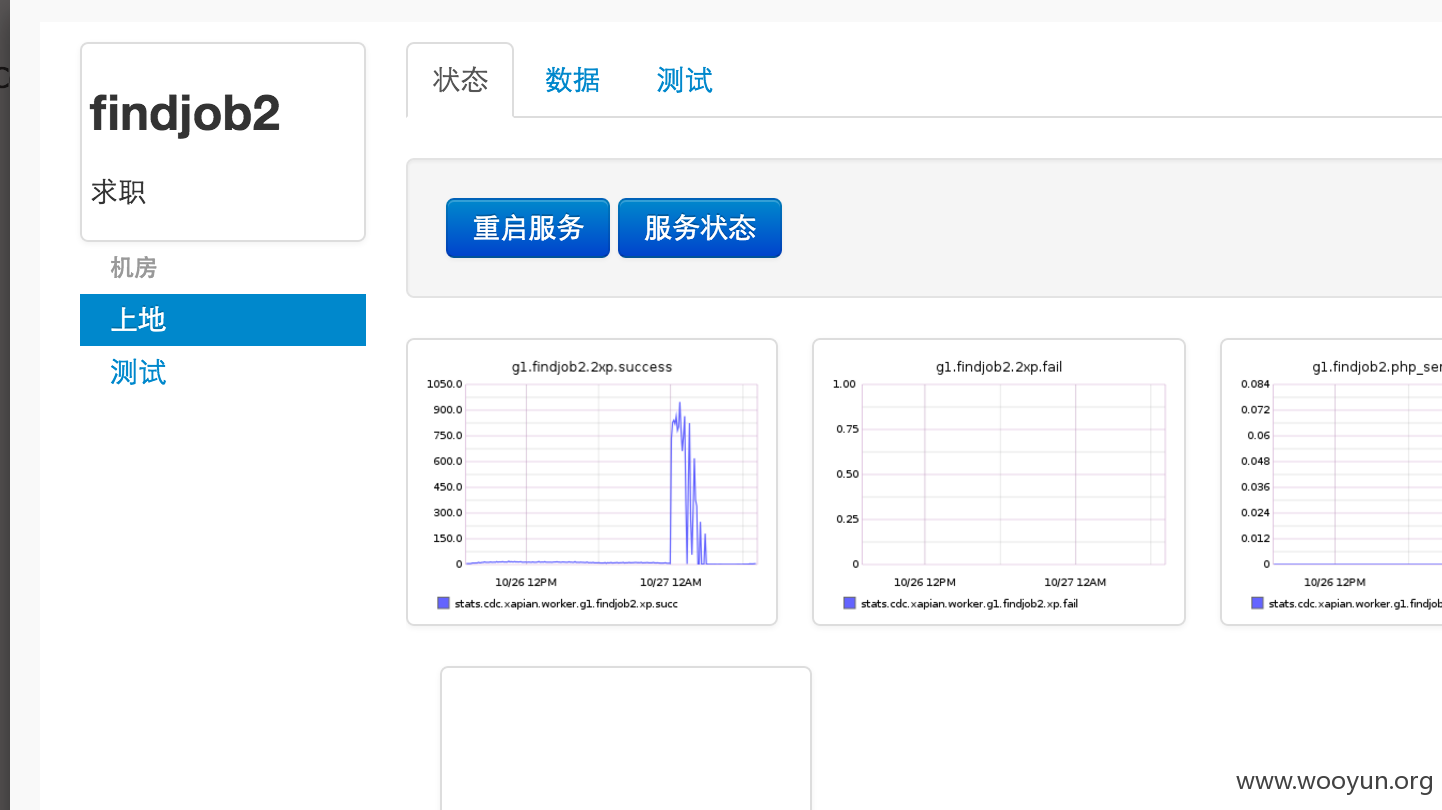 状态 数据 测试
findjob2
求职
机房
上地
测试
重启服务 服务状态
g1.findjob2.2xp.success
1050.0
900.0
750.0
600.0
450.0
300.0
150.0
0
10/26 12PM 10/27 12AM
stats.cdc.xapian.worker.g1.findjob2.xp.succ
g1.findjob2.2xp.fail
1.00
0.75
0.50
0.25
0
10/26 12PM 10/27 12AM
stats.cdc.xapian.worker.g1.findjob2.xp.fail
g1.findjob2.php_ser
0.084
0.072
0.06
0.048
0.036
0.024
0.012
0
10/26 12PM
stats.cdc.xapian.worker.g1.findjob
www.wooyun.org